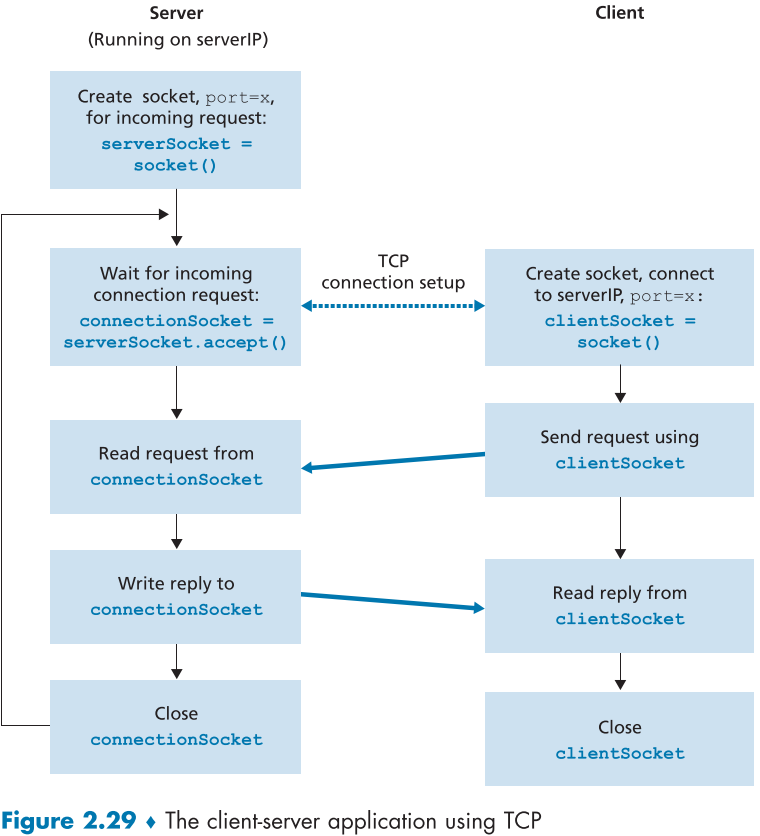 Server
(Running on serverIP)
Create socket, port=x,
for incoming request:
serverSocket =
socket()
Wait for incoming
connection request:
connectionSocket =
serverSocket.accept()
Read request from
connectionSocket
Write reply to
connectionSocket
Close
connectionSocket
TCP
connection setup
Client
Create socket, connect
to serverIP, port=x:
clientSocket =
socket()
Send request using
clientSocket
Read reply from
clientSocket
Close
clientSocket
Figure 2.29 ♦ The client-server application using TCP